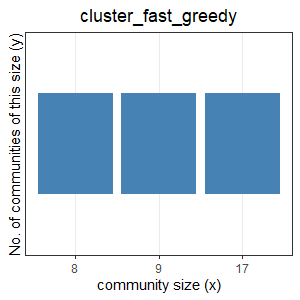 cluster_fast_greedy
No. of communities of this size (y)
8 9 17
community size (x)